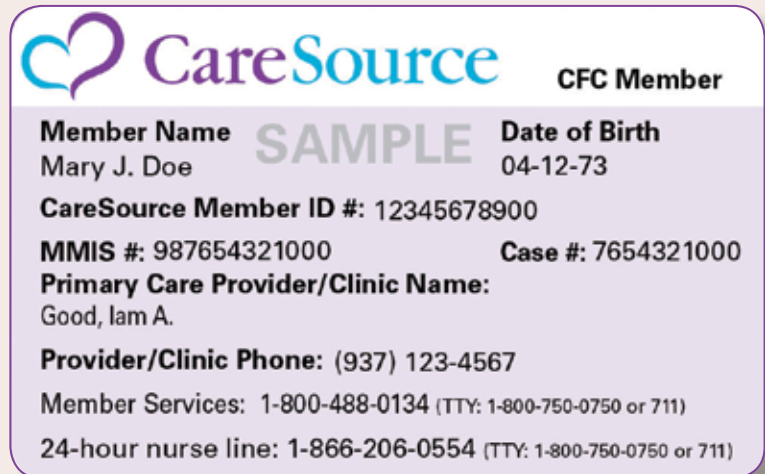 CareSource
CFC Member
Member Name SAMPLE Date of Birth
Mary J. Doe 04-12-73
CareSource Member ID #: 12345678900
MMIS #: 987654321000 Case #: 7654321000
Primary Care Provider/Clinic Name:
Good, Iam A.
Provider/Clinic Phone: (937) 123-4567
Member Services: 1-800-488-0134 (TTY: 1-800-750-0750 or 711)
24-hour nurse line: 1-866-206-0554 (TTY: 1-800-750-0750 or 711)